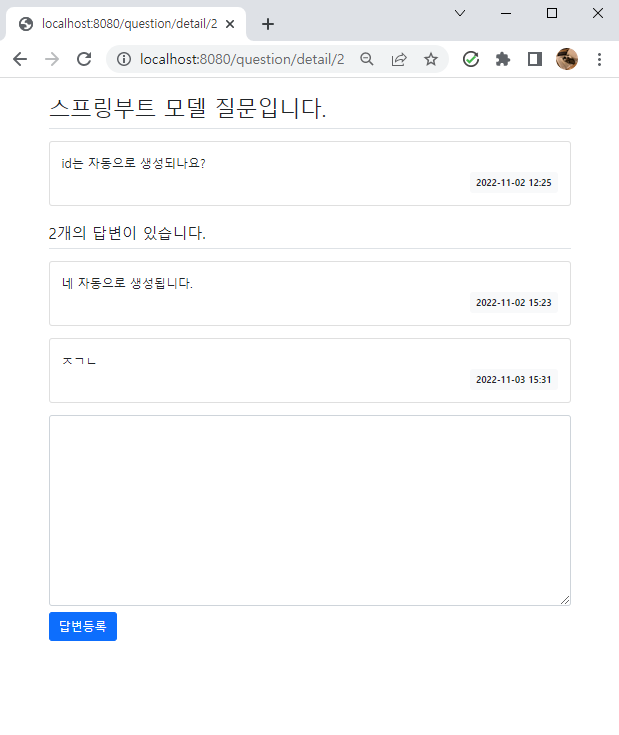 localhost:8080/question/detail/2
localhost:8080/question/detail/2
스프링부트 모델 질문입니다.
id는 자동으로 생성되나요?
2022-11-02 12:25
2개의 답변이 있습니다.
네 자동으로 생성됩니다.
2022-11-02 15:23
ㅈㄱㄴ
2022-11-03 15:31
답변등록